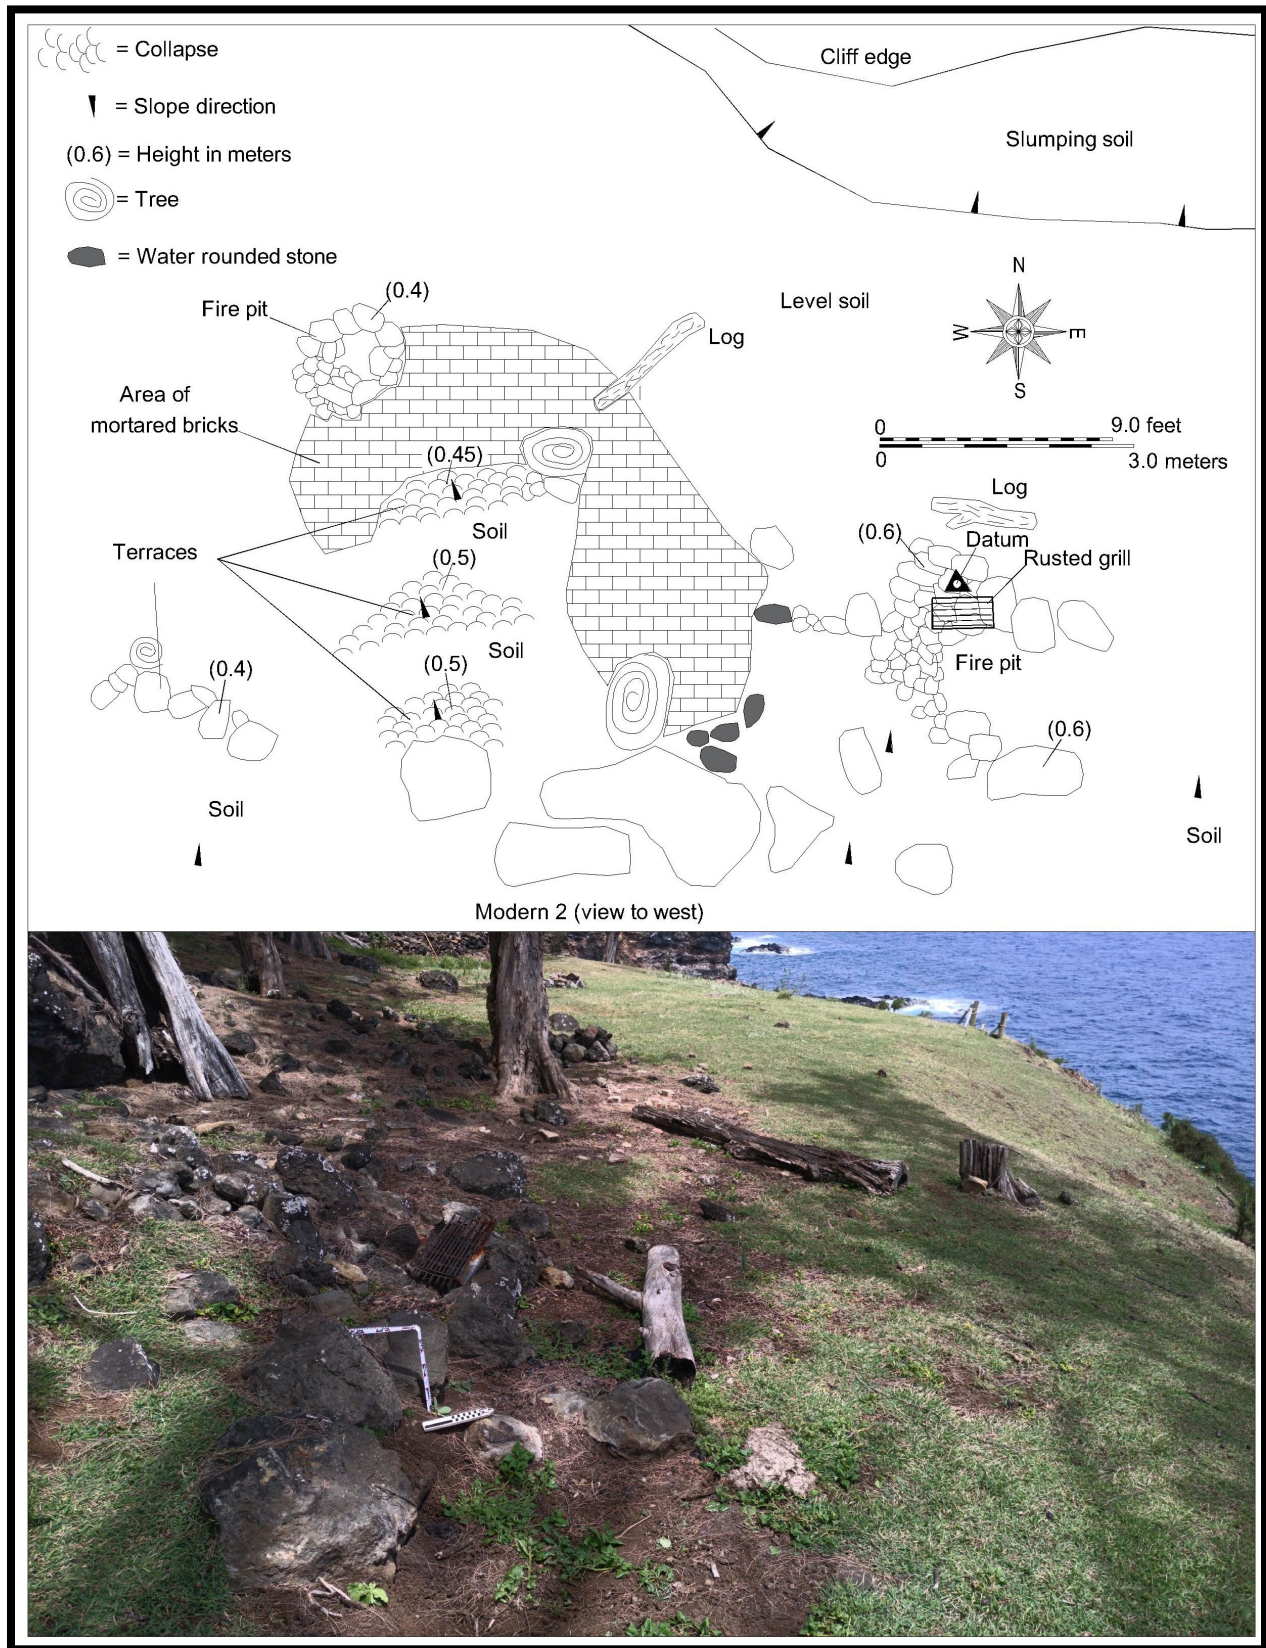 = Collapse
Cliff edge
= Slope direction
Slumping soil
(0.6) = Height in meters
= Tree
= Water rounded stone
N
W
E
S
(0.4)
Fire pit
Level soil
Log
Area of
mortared bricks
0
9.0 feet
0
3.0 meters
(0.45)
Log
Soil
(0.6)
Datum
Terraces
(0.5)
Rusted grill
Soil
Fire pit
(0.4)
(0.5)
(0.6)
Soil
Soil
Modern 2 (view to west)